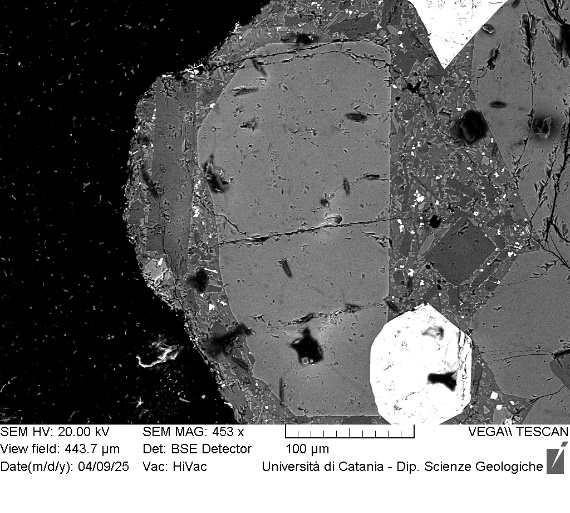 SEM HV: 20.00 kV SEM MAG: 453 x VEGA\\ TESCAN
View field: 443.7 µm Det: BSE Detector 100 µm
Date(m/d/y): 04/09/25 Vac: HiVac Università di Catania - Dip. Scienze Geologiche